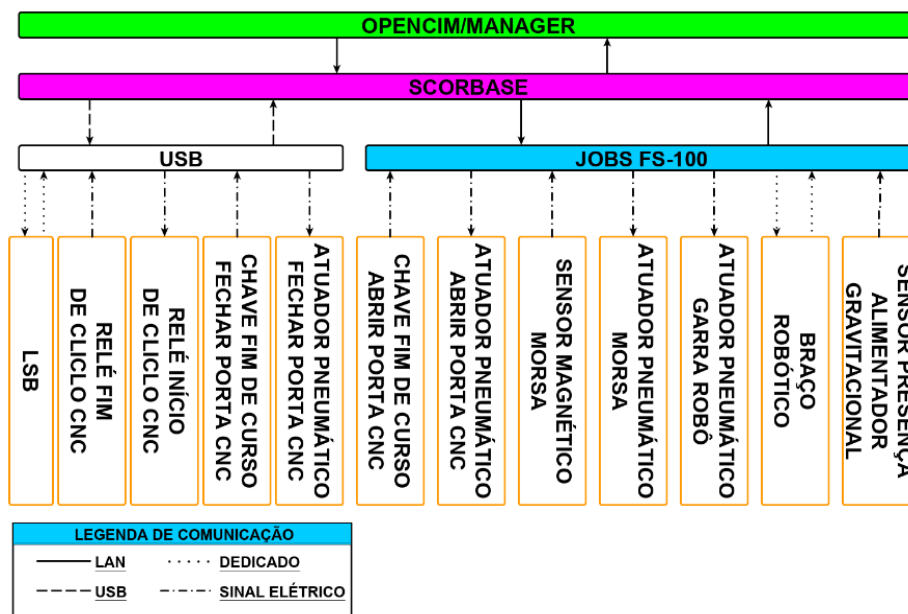 OPENCIM/MANAGER
SCORBASE
USB
JOBS FS-100
LSB
RELÉ FIM
DE CLICLO CNC
RELÉ INÍCIO
DE CLICLO CNC
CHAVE FIM DE CURSO
FECHAR PORTA CNC
ATUADOR PNEUMÁTICO
FECHAR PORTA CNC
CHAVE FIM DE CURSO
ABRIR PORTA CNC
ATUADOR PNEUMÁTICO
ABRIR PORTA CNC
SENSOR MAGNÉTICO
MORSA
ATUADOR PNEUMÁTICO
MORSA
ATUADOR PNEUMÁTICO
GARRA ROBÔ
BRAÇO
ROBÓTICO
SENSOR PRESENÇA
ALIMENTADOR
GRAVITACIONAL
LEGENDA DE COMUNICAÇÃO
LAN
DEDICADO
USB
SINAL ELÉTRICO